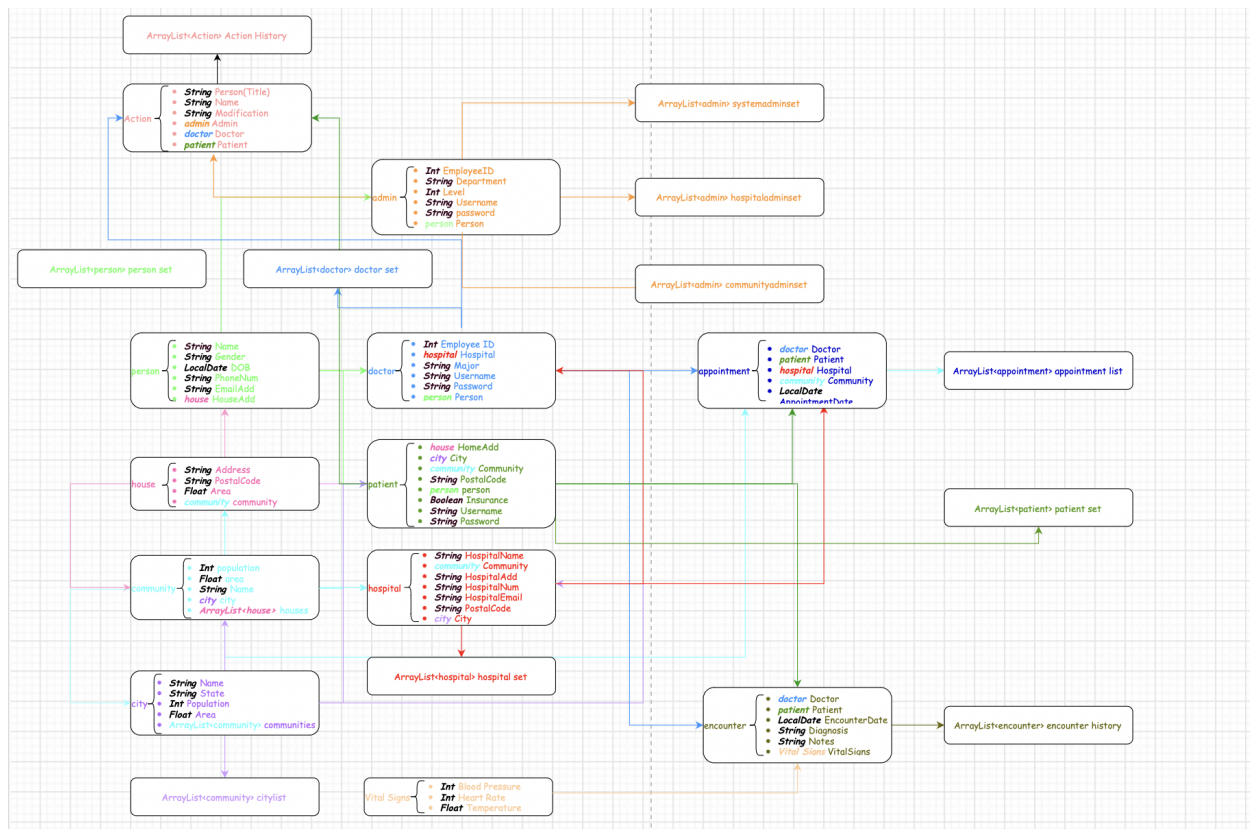 ArrayList<Action> Action History
Action
String Person(Title)
String Name
String Modification
admin Admin
doctor Doctor
patient Patient
ArrayList<admin> systemadminset
admin
Int EmployeeID
String Department
Int Level
String Username
String password
person Person
ArrayList<admin> hospitaladminset
ArrayList<person> person set
ArrayList<doctor> doctor set
ArrayList<admin> communityadminset
person
String Name
String Gender
LocalDate DOB
String PhoneNum
String EmailAdd
house HouseAdd
doctor
Int Employee ID
hospital Hospital
String Major
String Username
String Password
person Person
appointment
doctor Doctor
patient Patient
hospital Hospital
community Community
LocalDate
AppointmentDate
ArrayList<appointment> appointment list
house
String Address
String PostalCode
Float Area
community community
patient
house HomeAdd
city City
community Community
String PostalCode
person person
Boolean Insurance
String Username
String Password
ArrayList<patient> patient set
community
Int population
Float area
String Name
city city
ArrayList<house> houses
hospital
String HospitalName
community Community
String HospitalAdd
String HospitalNum
String HospitalEmail
String PostalCode
city City
ArrayList<hospital> hospital set
city
String Name
String State
Int Population
Float Area
ArrayList<community> communities
encounter
doctor Doctor
patient Patient
LocalDate EncounterDate
String Diagnosis
String Notes
Vital Signs VitalSians
ArrayList<encounter> encounter history
ArrayList<community> citylist
Vital Signs
Int Blood Pressure
Int Heart Rate
Float Temperature